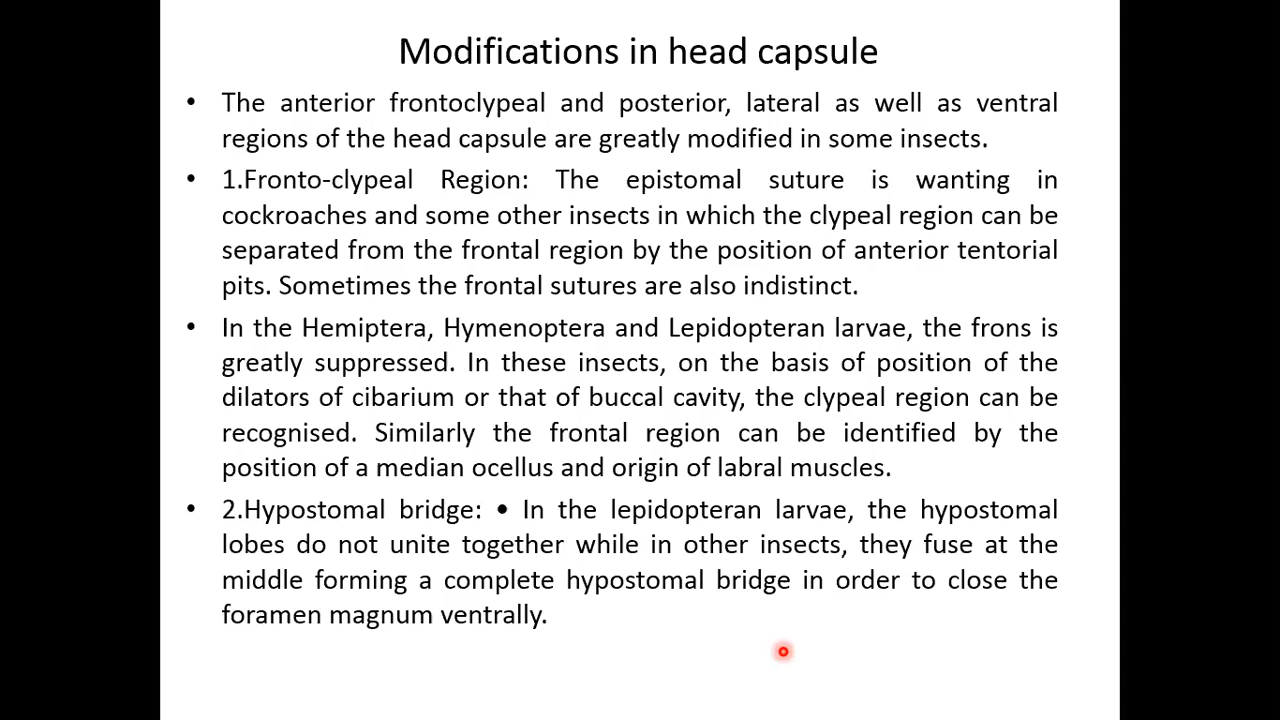 Modifications in head capsule
• The anterior frontoclypeal and posterior, lateral as well as ventral
regions of the head capsule are greatly modified in some insects.
• 1.Fronto-clypeal Region: The epistomal suture is wanting in
cockroaches and some other insects in which the clypeal region can be
separated from the frontal region by the position of anterior tentorial
pits. Sometimes the frontal sutures are also indistinct.
• In the Hemiptera, Hymenoptera and Lepidopteran larvae, the frons is
greatly suppressed. In these insects, on the basis of position of the
dilators of cibarium or that of buccal cavity, the clypeal region can be
recognised. Similarly the frontal region can be identified by the
position of a median ocellus and origin of labral muscles.
• 2.Hypostomal bridge: • In the lepidopteran larvae, the hypostomal
lobes do not unite together while in other insects, they fuse at the
middle forming a complete hypostomal bridge in order to close the
foramen magnum ventrally.